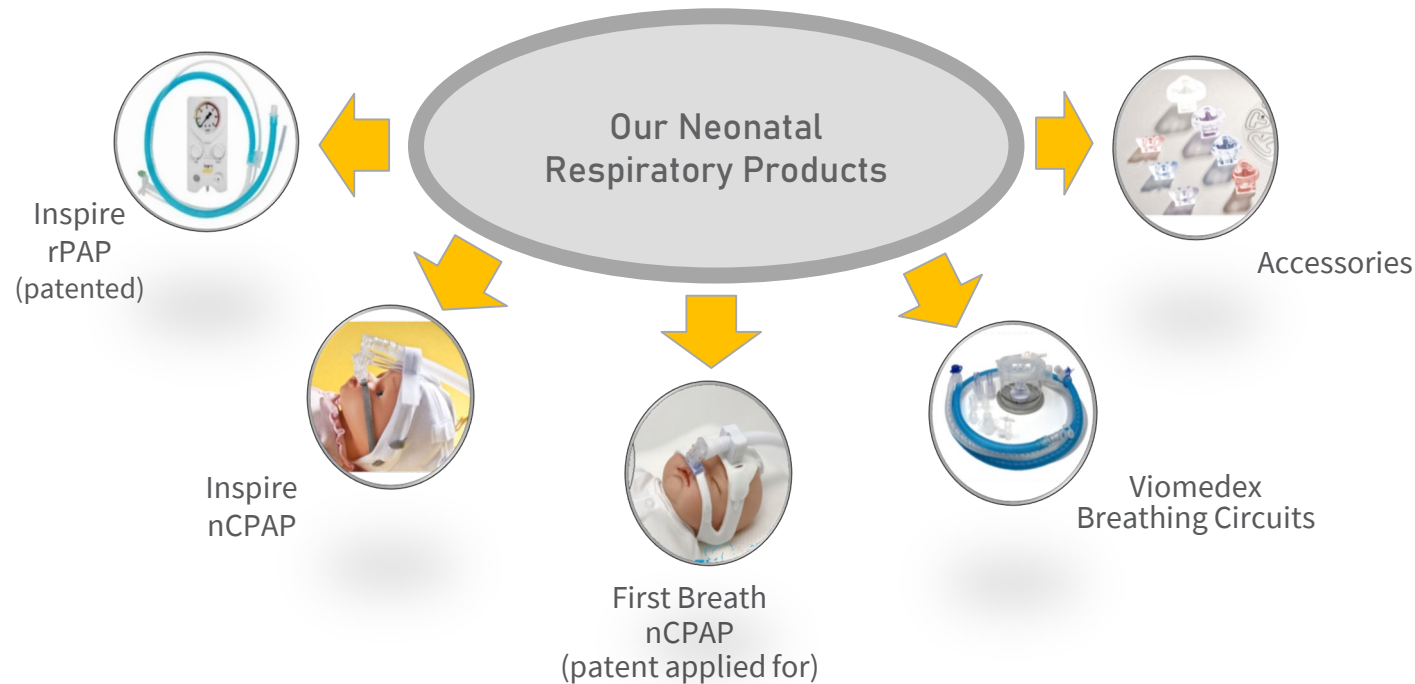 Our Neonatal
Respiratory Products
Inspire
rPAP
(patented)
Inspire
nCPAP
First Breath
nCPAP
(patent applied for)
Viomedex
Breathing Circuits
Accessories